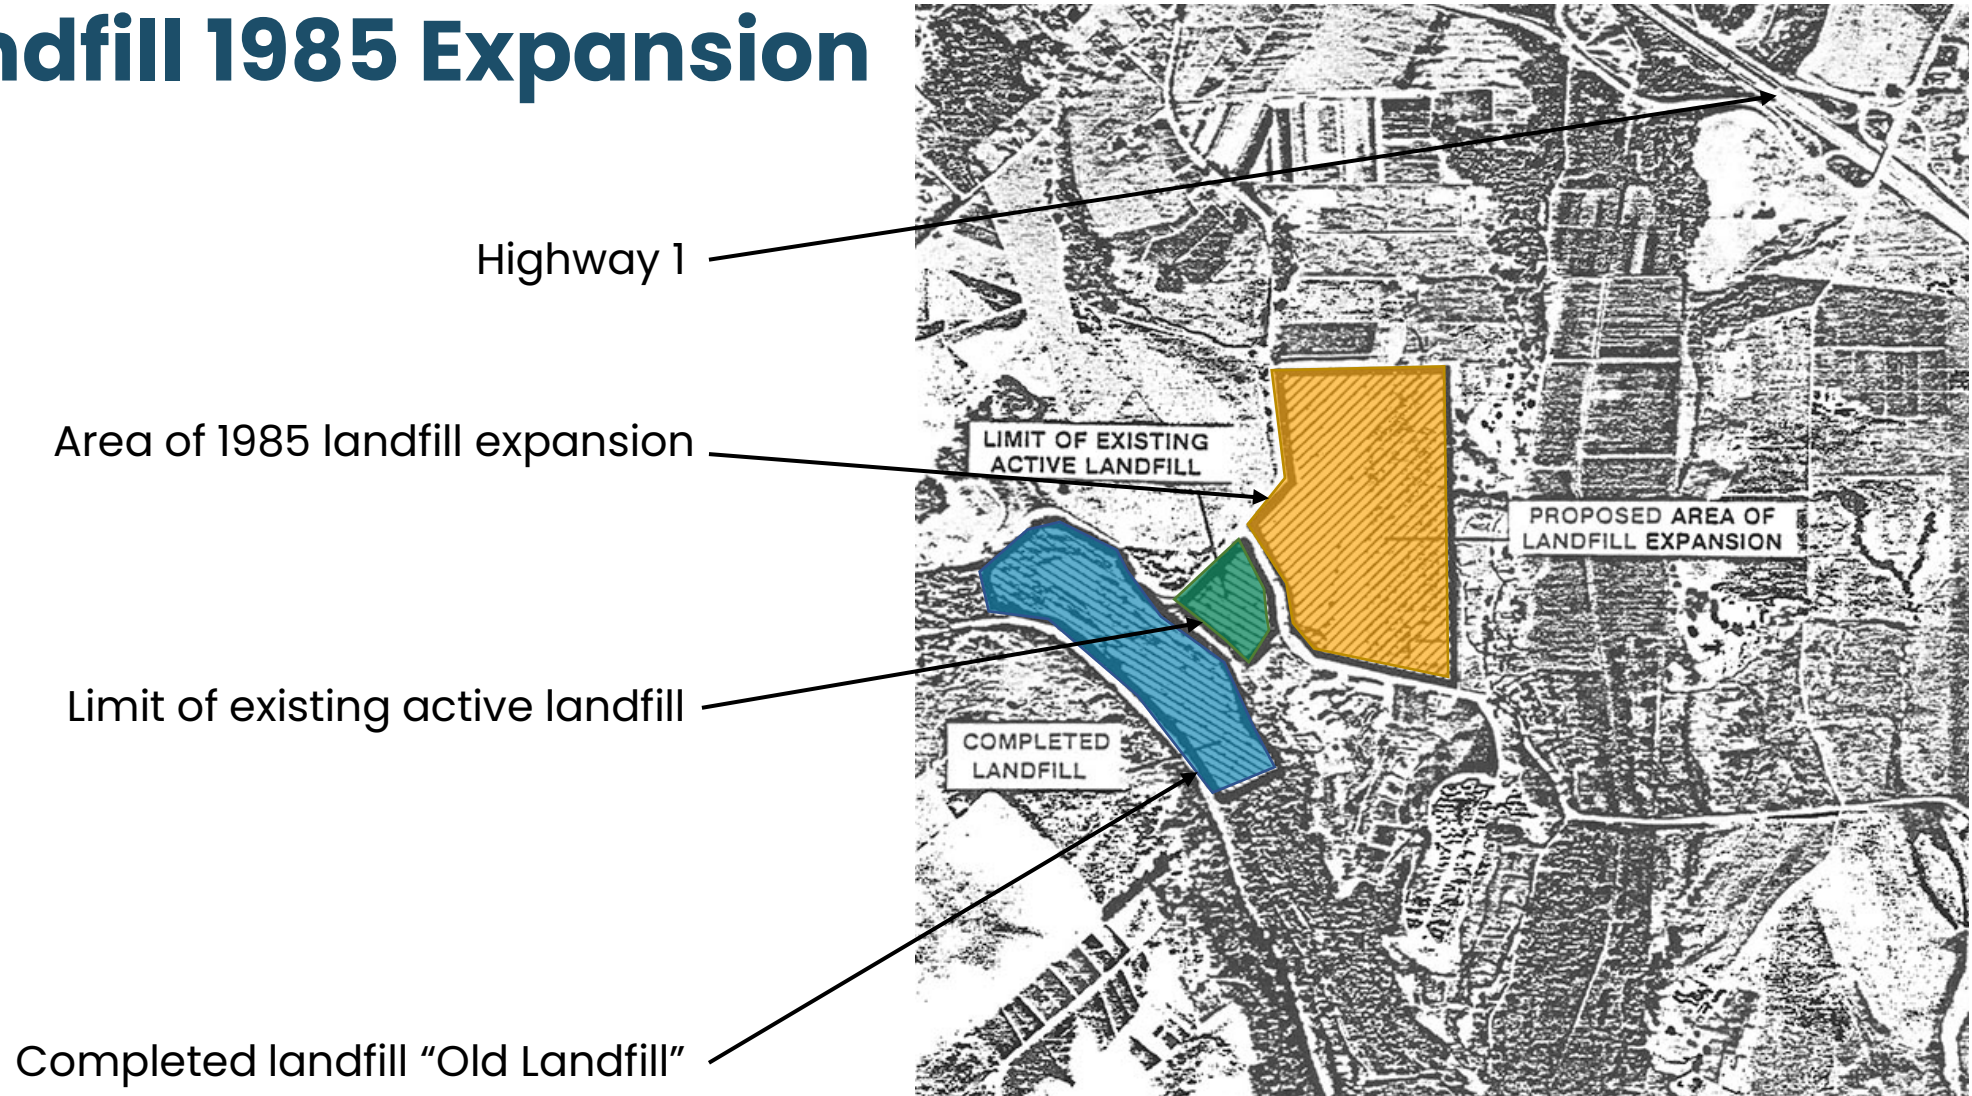 ndfill 1985 Expansion
Highway 1
Area of 1985 landfill expansion
LIMIT OF EXISTING
ACTIVE LANDFILL
PROPOSED AREA OF
LANDFILL EXPANSION
Limit of existing active landfill
COMPLETED
LANDFILL
Completed landfill “Old Landfill”